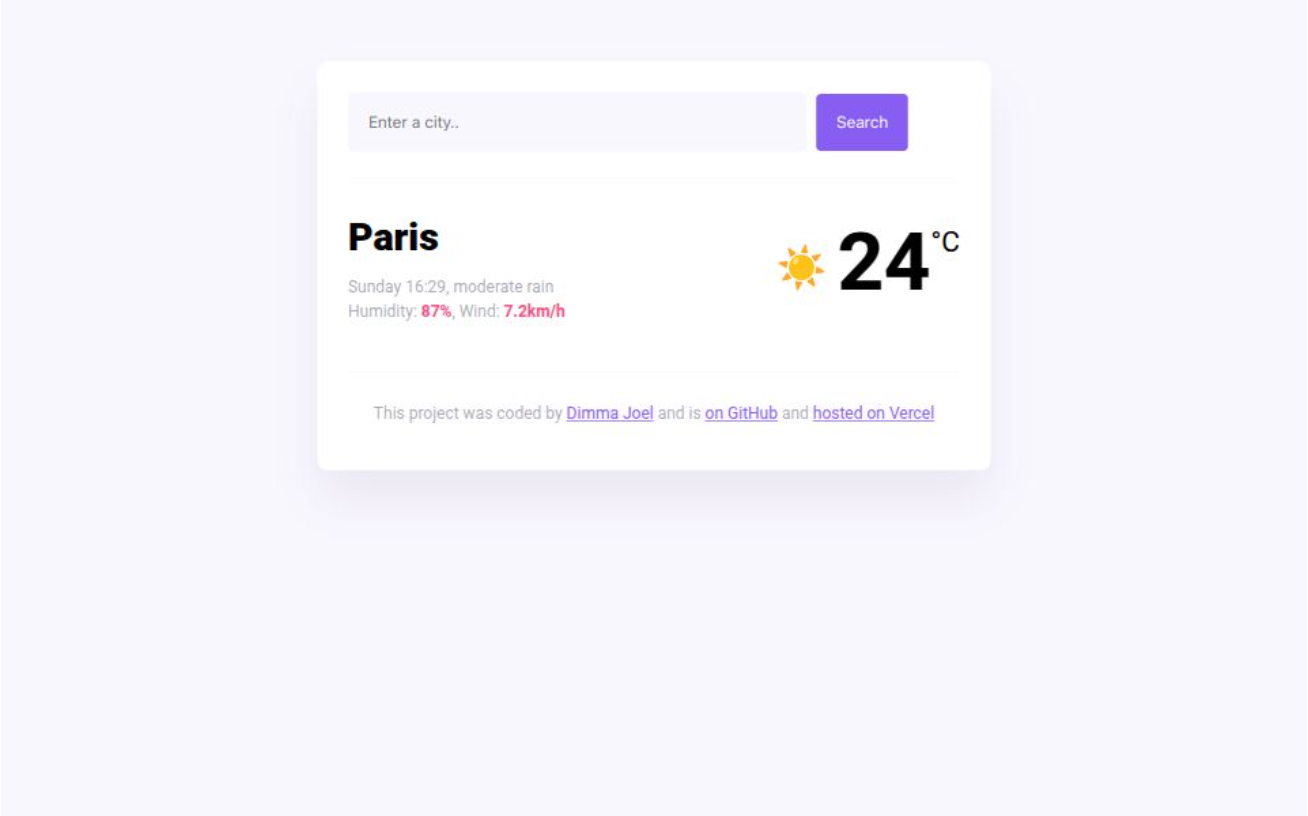 Enter a city..
Search
Paris
24 °C
Sunday 16:29, moderate rain
Humidity: 87%, Wind: 7.2km/h
This project was coded by Dimma Joel and is on GitHub and hosted on Vercel